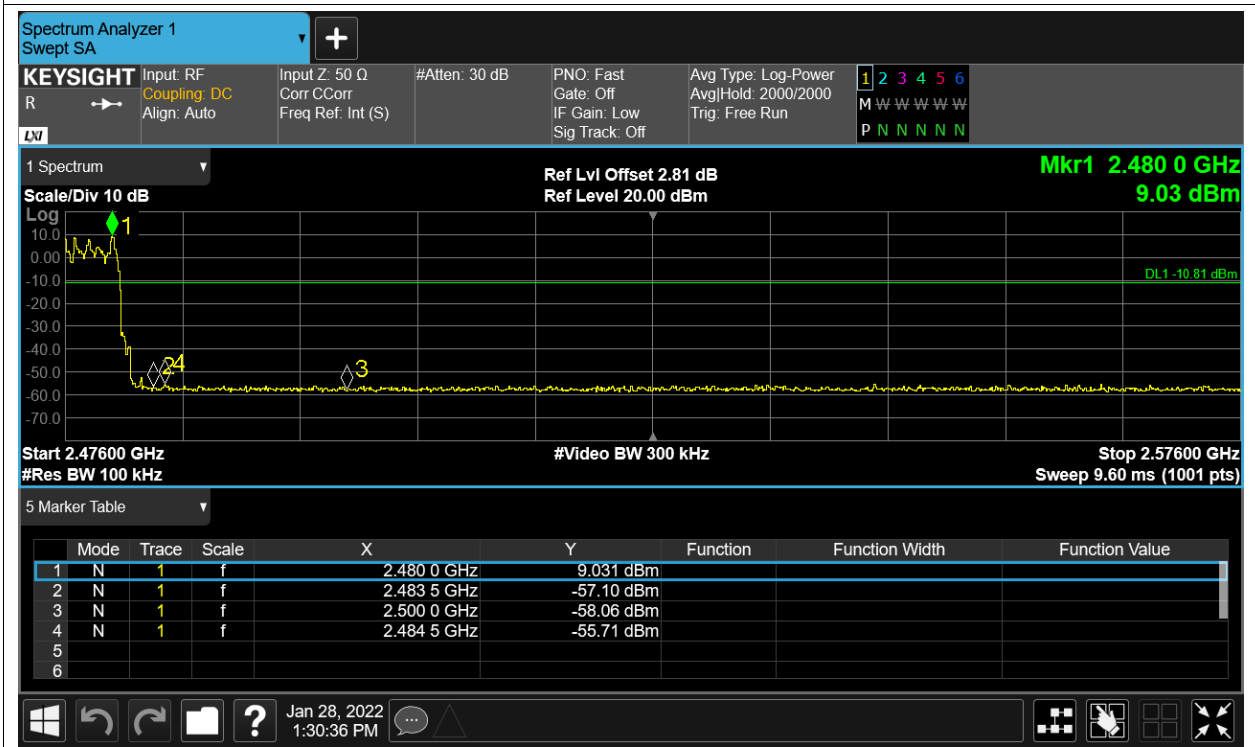 Spectrum Analyzer 1
Swept SA
KEYSIGHT
R
LXI
Input: RF
Coupling: DC
Align: Auto
Input Z: 50 Ω
Corr CCorr
Freq Ref: Int (S)
#Atten: 30 dB
PNO: Fast
Gate: Off
IF Gain: Low
Sig Track: Off
Avg Type: Log-Power
Avg|Hold: 2000/2000
Trig: Free Run
1 2 3 4 5 6
M W W W W W
P N N N N N
1 Spectrum
Scale/Div 10 dB
Ref Lvl Offset 2.81 dB
Ref Level 20.00 dBm
Mkr1 2.480 0 GHz
9.03 dBm
Log
10.0
0.00
-10.0
-20.0
-30.0
-40.0
-50.0
-60.0
-70.0
1
DL1 -10.81 dBm
2 4
3
Start 2.47600 GHz
#Video BW 300 kHz
Stop 2.57600 GHz
#Res BW 100 kHz
Sweep 9.60 ms (1001 pts)
5 Marker Table
Mode Trace Scale X Y Function Function Width Function Value
1 N 1 f 2.480 0 GHz 9.031 dBm
2 N 1 f 2.483 5 GHz -57.10 dBm
3 N 1 f 2.500 0 GHz -58.06 dBm
4 N 1 f 2.484 5 GHz -55.71 dBm
5
6
?
Jan 28, 2022
1:30:36 PM